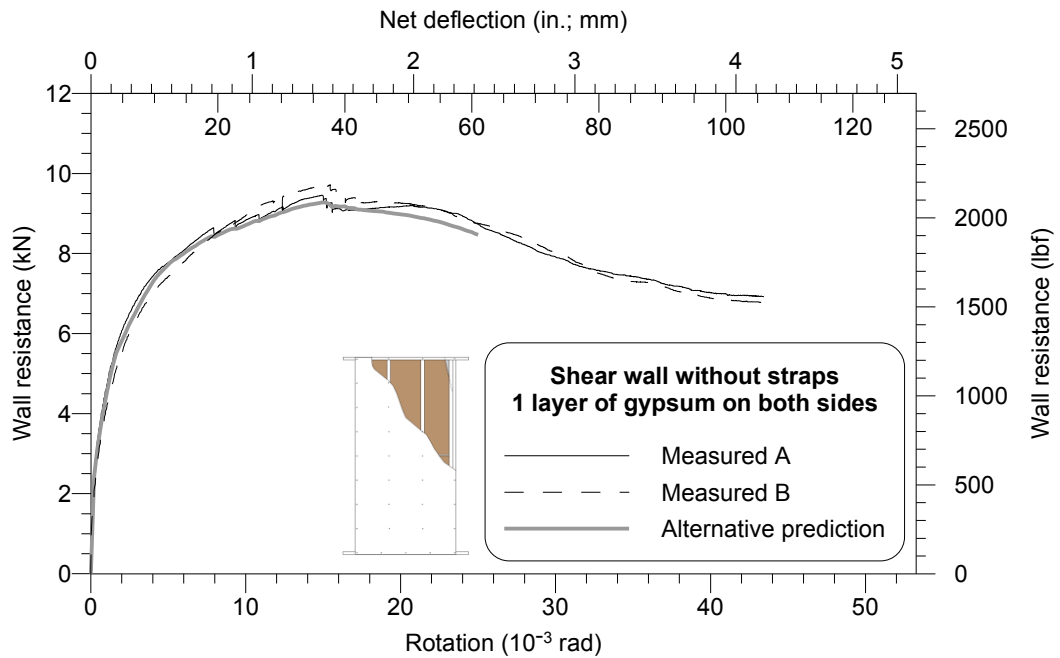 Net deflection (in.; mm)
0 1 2 3 4 5
20 40 60 80 100 120
Wall resistance (kN)
12
10
8
6
4
2
0
2500
2000
1500
1000
500
0
Wall resistance (lbf)
Shear wall without straps
1 layer of gypsum on both sides
Measured A
Measured B
Alternative prediction
0 10 20 30 40 50
Rotation (10⁻³ rad)